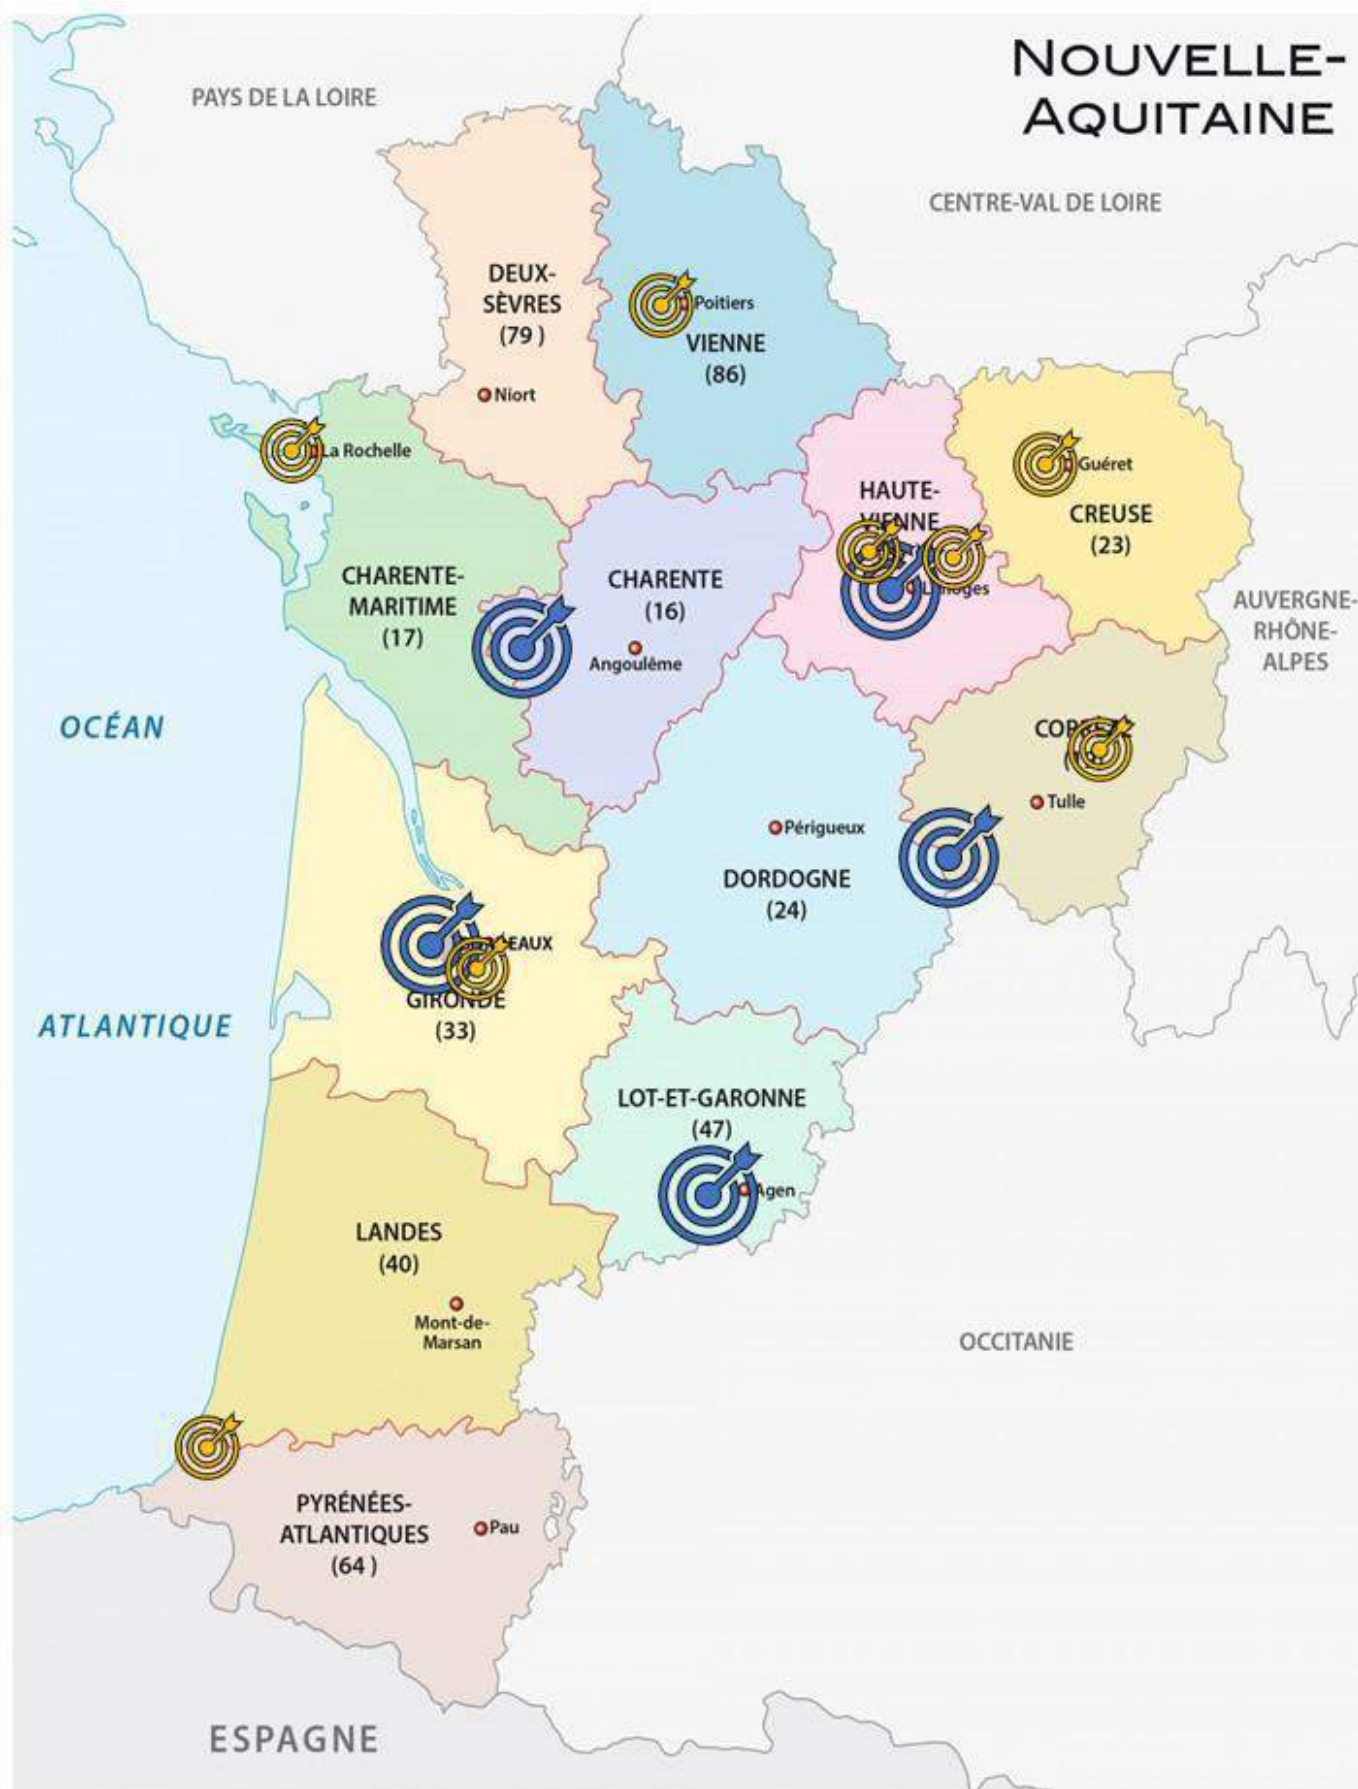 NOUVELLE-
AQUITAINE
PAYS DE LA LOIRE
CENTRE-VAL DE LOIRE
DEUX-
SÈVRES
(79 )
Poitiers
VIENNE
(86)
Niort
La Rochelle
Guéret
HAUTE-
VIENNE
CREUSE
(23)
CHARENTE-
MARITIME
(17)
CHARENTE
(16)
Limoges
AUVERGNE-
RHÔNE-
ALPES
Angoulême
OCÉAN
Tulle
Périgueux
DORDOGNE
(24)
GIRONDE
(33)
ATLANTIQUE
LOT-ET-GARONNE
(47)
Agen
LANDES
(40)
Mont-de-
Marsan
OCCITANIE
PYRÉNÉES-
ATLANTIQUES
(64 )
Pau
ESPAGNE